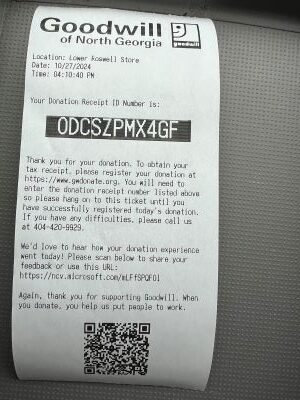 Goodwill
of North Georgia
goodwill
Location: Lower Roswell Store
Date: 10/27/2024
Time: 04:10:40 PM
Your Donation Receipt ID Number is:
ODCSZPMX4GF
Thank you for your donation. To obtain your
tax receipt, please register your donation at
https://www.gwdonate.org. You will need to
enter the donation receipt number listed above
so please hang on to this ticket until you
have successfully registered today's donation.
If you have any difficulties, please call us
at 404-420-9929.
We'd love to hear how your donation experience
went today! Please scan below to share your
feedback or use this URL:
https://ncv.microsoft.com/mLFfSPQFO1
Again, thank you for supporting Goodwill. When
you donate, you help us put people to work.